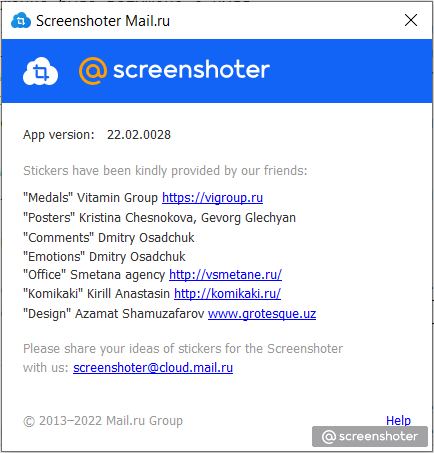 Screenshoter Mail.ru
@ screenshoter
App version: 22.02.0028
Stickers have been kindly provided by our friends:
"Medals" Vitamin Group https://vigroup.ru
"Posters" Kristina Chesnokova, Gevorg Glechyan
"Comments" Dmitry Osadchuk
"Emotions" Dmitry Osadchuk
"Office" Smetana agency http://vsmetane.ru/
"Komikaki" Kirill Anastasin http://komikaki.ru/
"Design" Azamat Shamuzafarov www.grotesque.uz
Please share your ideas of stickers for the Screenshoter
with us: screenshoter@cloud.mail.ru
© 2013–2022 Mail.ru Group Help
@ screenshoter